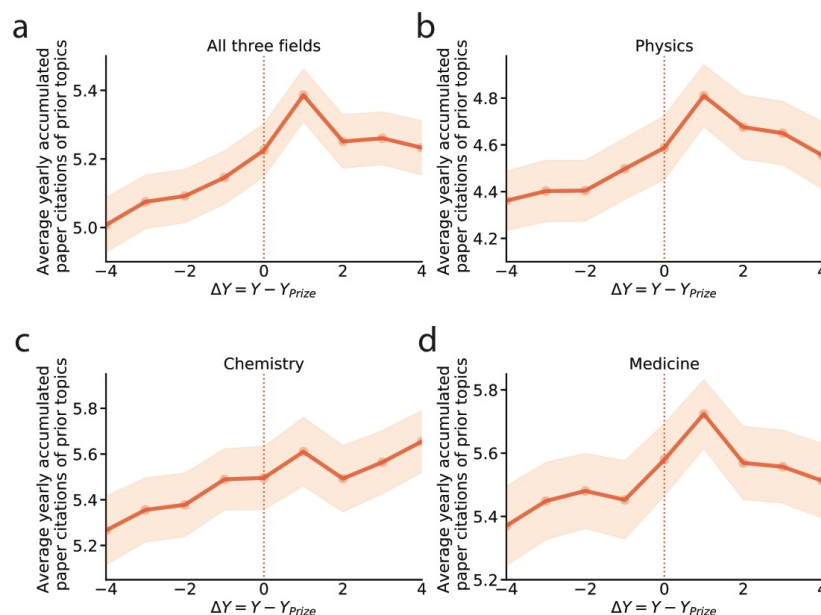 a
All three fields
Average yearly accumulated
paper citations of prior topics
5.4
5.2
5.0
−4
−2
0
2
4
ΔY = Y − Y_Prize
b
Physics
Average yearly accumulated
paper citations of prior topics
4.8
4.6
4.4
4.2
−4
−2
0
2
4
ΔY = Y − Y_Prize
c
Chemistry
Average yearly accumulated
paper citations of prior topics
5.8
5.6
5.4
5.2
−4
−2
0
2
4
ΔY = Y − Y_Prize
d
Medicine
Average yearly accumulated
paper citations of prior topics
5.8
5.6
5.4
5.2
−4
−2
0
2
4
ΔY = Y − Y_Prize